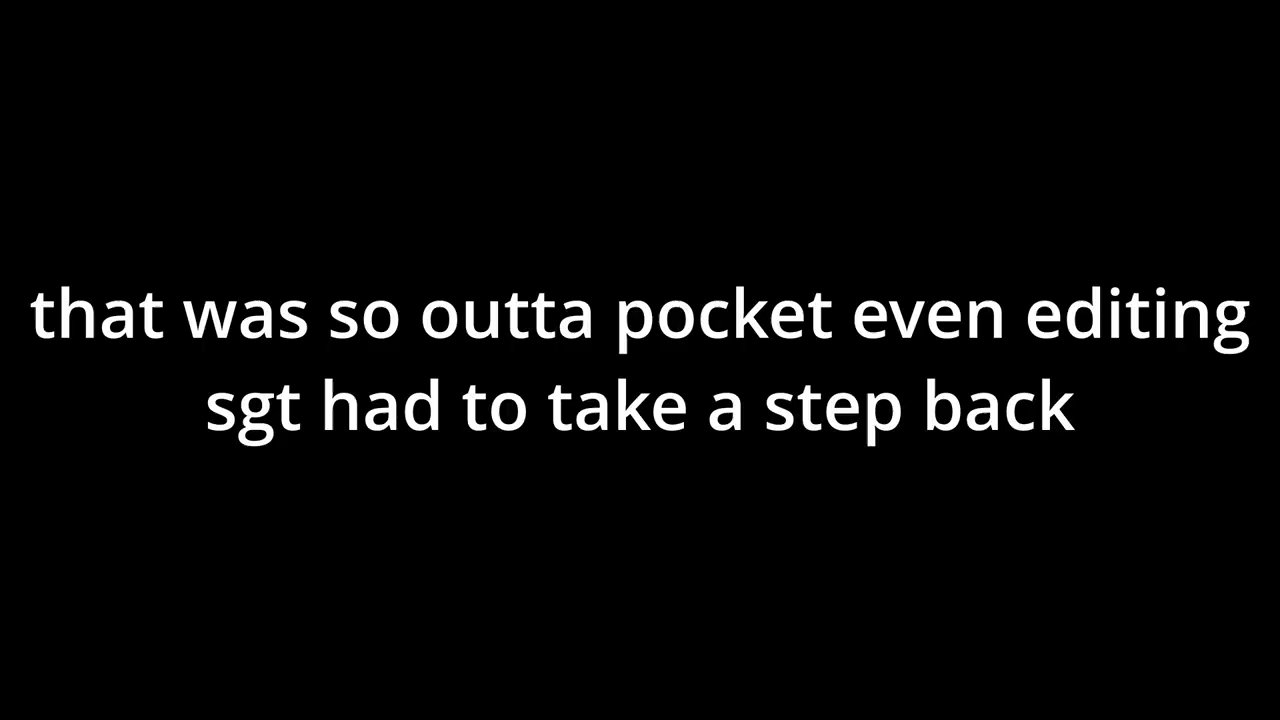 that was so outta pocket even editing
sgt had to take a step back